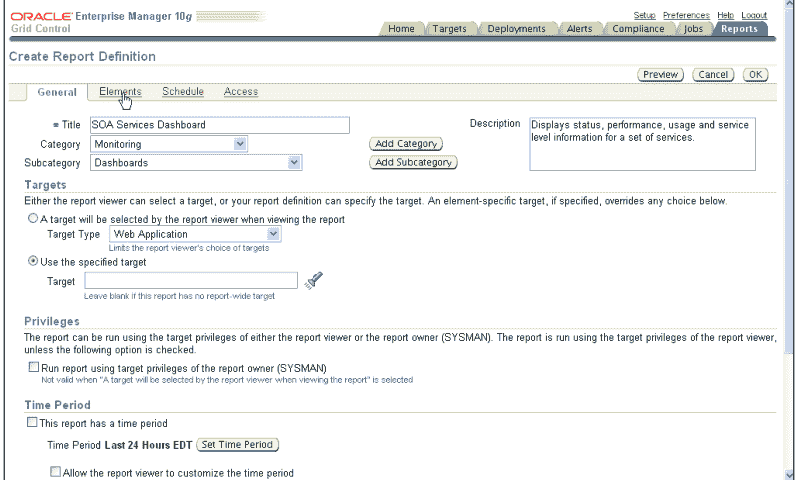 ORACLE Enterprise Manager 10g
Grid Control
Setup Preferences Help Logout
Home Targets Deployments Alerts Compliance Jobs Reports
Create Report Definition
Preview Cancel OK
General Elements Schedule Access
* Title SOA Services Dashboard
Category Monitoring Add Category
Subcategory Dashboards Add Subcategory
Description Displays status, performance, usage and service
level information for a set of services.
Targets
Either the report viewer can select a target, or your report definition can specify the target. An element-specific target, if specified, overrides any choice below.
A target will be selected by the report viewer when viewing the report
Target Type Web Application
Limits the report viewer's choice of targets
Use the specified target
Target
Leave blank if this report has no report-wide target
Privileges
The report can be run using the target privileges of either the report viewer or the report owner (SYSMAN). The report is run using the target privileges of the report viewer,
unless the following option is checked.
Run report using target privileges of the report owner (SYSMAN)
Not valid when "A target will be selected by the report viewer when viewing the report" is selected
Time Period
This report has a time period
Time Period Last 24 Hours EDT Set Time Period
Allow the report viewer to customize the time period